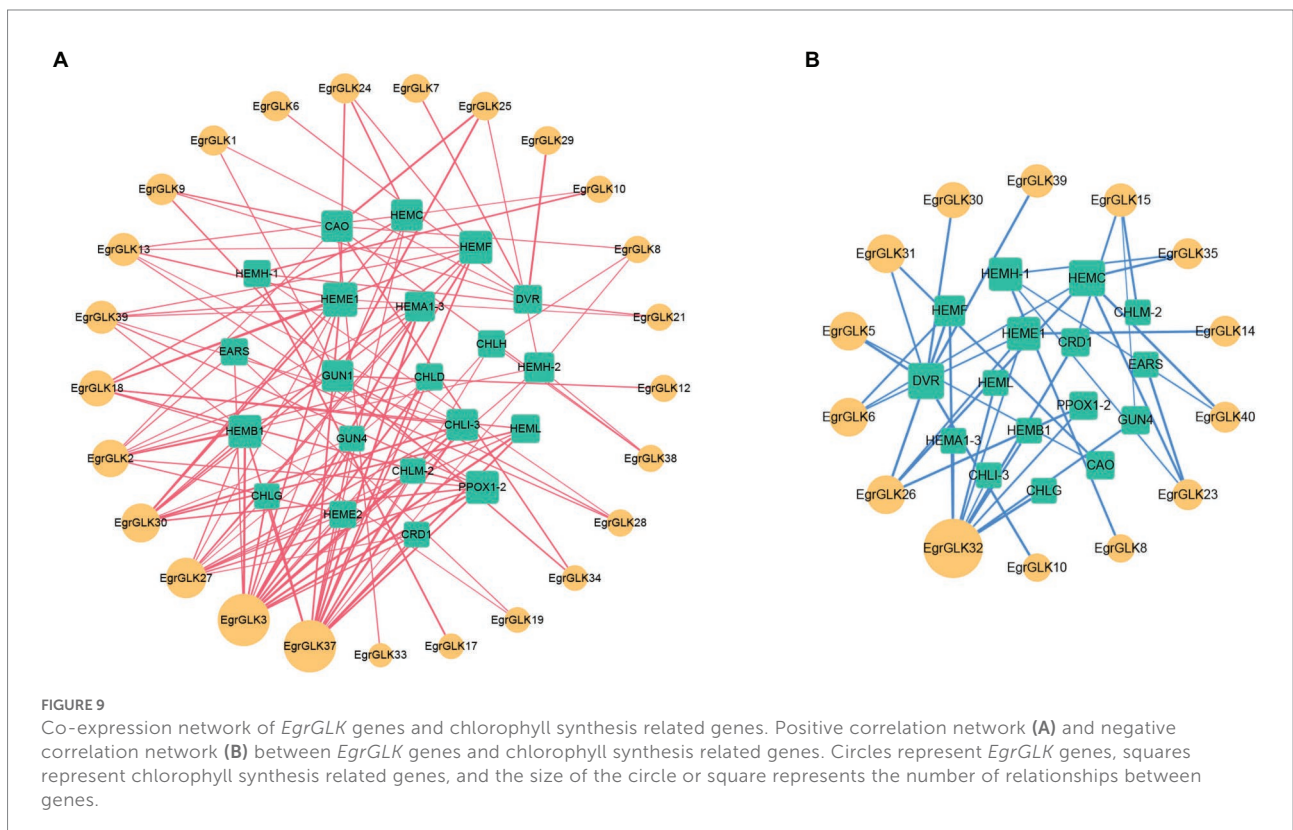 A
B
EgrGLK24
EgrGLK7
EgrGLK6
EgrGLK25
EgrGLK1
EgrGLK29
EgrGLK9
EgrGLK10
EgrGLK13
EgrGLK8
EgrGLK39
EgrGLK21
EgrGLK18
EgrGLK12
EgrGLK2
EgrGLK38
EgrGLK30
EgrGLK28
EgrGLK27
EgrGLK34
EgrGLK3
EgrGLK19
EgrGLK37
EgrGLK17
EgrGLK33
HEMC
CAO
HEMF
HEMH-1
HEME1
HEMA1-3
DVR
EARS
CHLH
GUN1
CHLD
HEMH-2
HEMB1
GUN4
CHLI-3
HEML
CHLM-2
PPOX1-2
CHLG
HEME2
CRD1
EgrGLK39
EgrGLK30
EgrGLK15
EgrGLK31
EgrGLK35
EgrGLK5
EgrGLK14
EgrGLK6
EgrGLK40
EgrGLK26
EgrGLK23
EgrGLK32
EgrGLK8
EgrGLK10
HEMH-1
HEMC
HEMF
CHLM-2
HEME1
CRD1
EARS
DVR
HEML
PPOX1-2
GUN4
HEMA1-3
HEMB1
CHLI-3
CAO
CHLG
FIGURE 9
Co-expression network of EgrGLK genes and chlorophyll synthesis related genes. Positive correlation network (A) and negative
correlation network (B) between EgrGLK genes and chlorophyll synthesis related genes. Circles represent EgrGLK genes, squares
represent chlorophyll synthesis related genes, and the size of the circle or square represents the number of relationships between
genes.